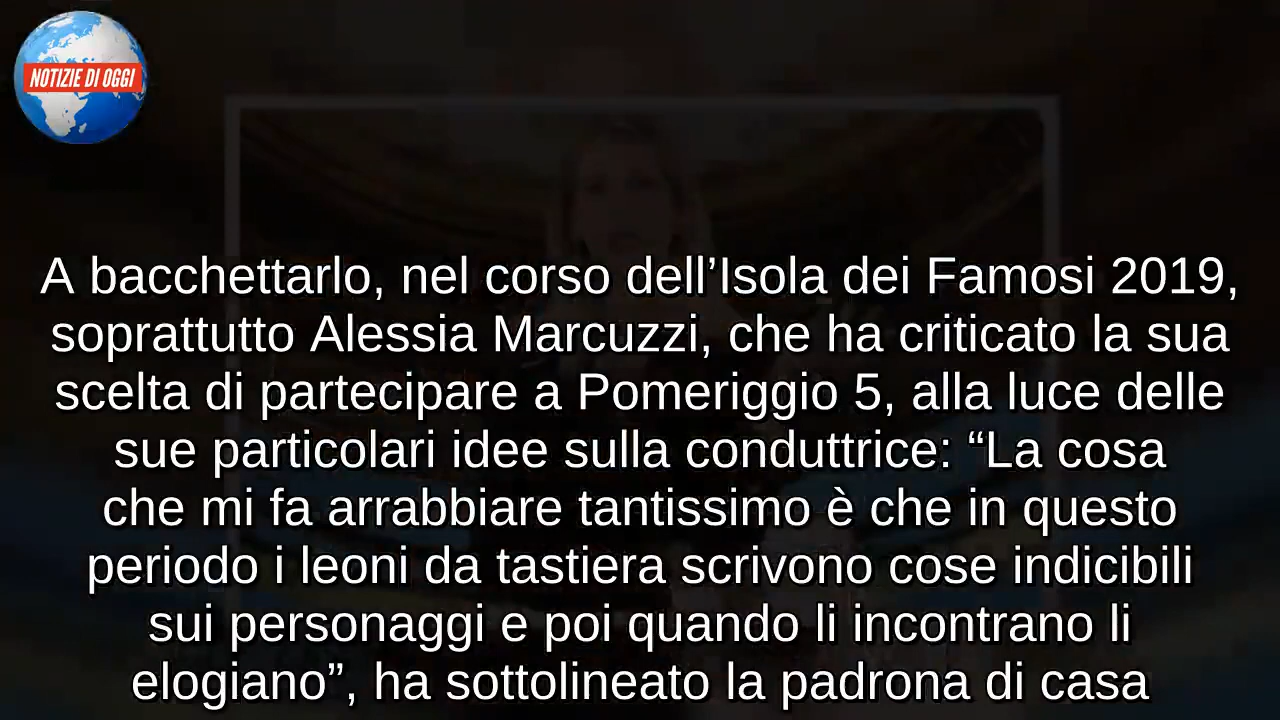 NOTIZIE DI OGGI
A bacchettarlo, nel corso dell’Isola dei Famosi 2019,
soprattutto Alessia Marcuzzi, che ha criticato la sua
scelta di partecipare a Pomeriggio 5, alla luce delle
sue particolari idee sulla conduttrice: “La cosa
che mi fa arrabbiare tantissimo è che in questo
periodo i leoni da tastiera scrivono cose indicibili
sui personaggi e poi quando li incontrano li
elogiano”, ha sottolineato la padrona di casa